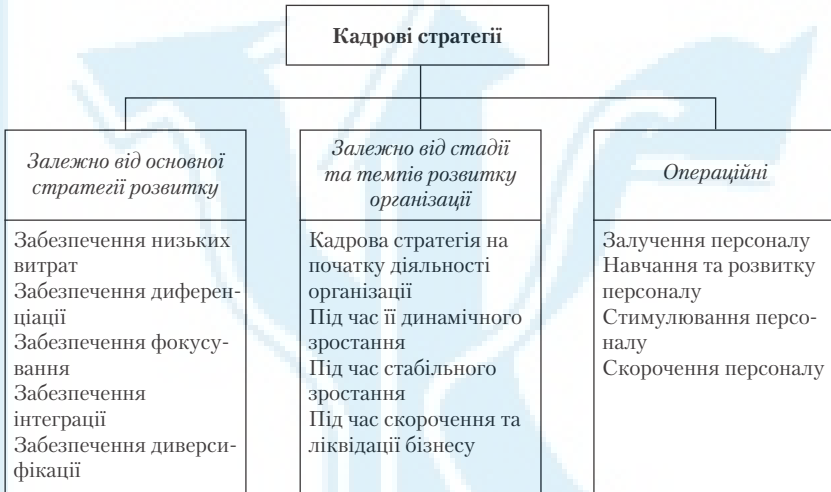 Кадрові стратегії
Залежно від основної
стратегії розвитку
Забезпечення низьких
витрат
Забезпечення диферен-
ціації
Забезпечення фокусу-
вання
Забезпечення
інтеграції
Забезпечення диверси-
фікації
Залежно від стадії
та темпів розвитку
організації
Кадрова стратегія на
початку діяльності
організації
Під час її динамічного
зростання
Під час стабільного
зростання
Під час скорочення та
ліквідації бізнесу
Операційні
Залучення персоналу
Навчання та розвитку
персоналу
Стимулювання персо-
налу
Скорочення персоналу